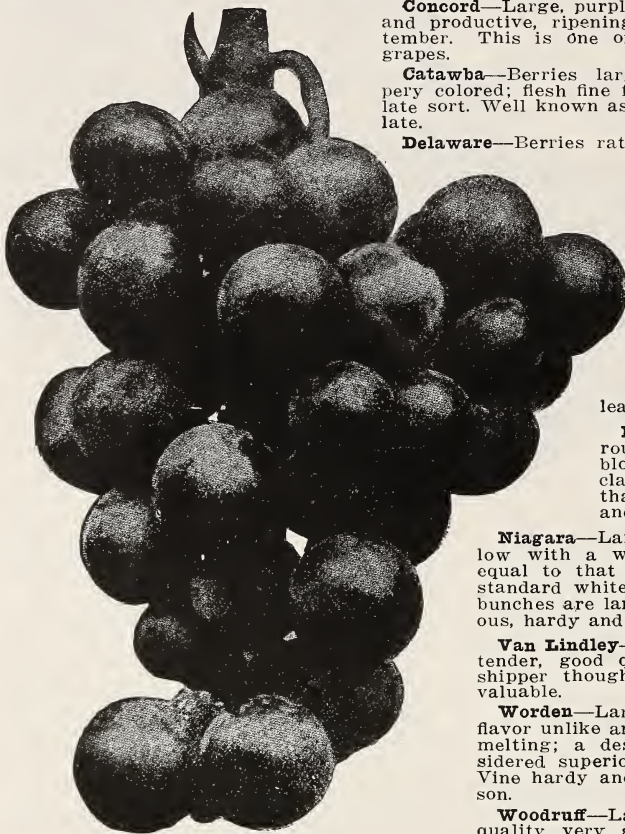 Concord—Large, purpl
and productive, ripening
tember. This is one o
grapes.
Catawba—Berries lar
pery colored; flesh fine f
late sort. Well known as
late.
Delaware—Berries rat
lea
rou
blo
cla
tha
and
Niagara—La
low with a w
equal to that
standard white
bunches are lar
ous, hardy and
Van Lindley—
tender, good q
shipper though
valuable.
Worden—Lar
flavor unlike a
melting; a des
sidered superio
Vine hardy and
son.
Woodruff—La
quality very